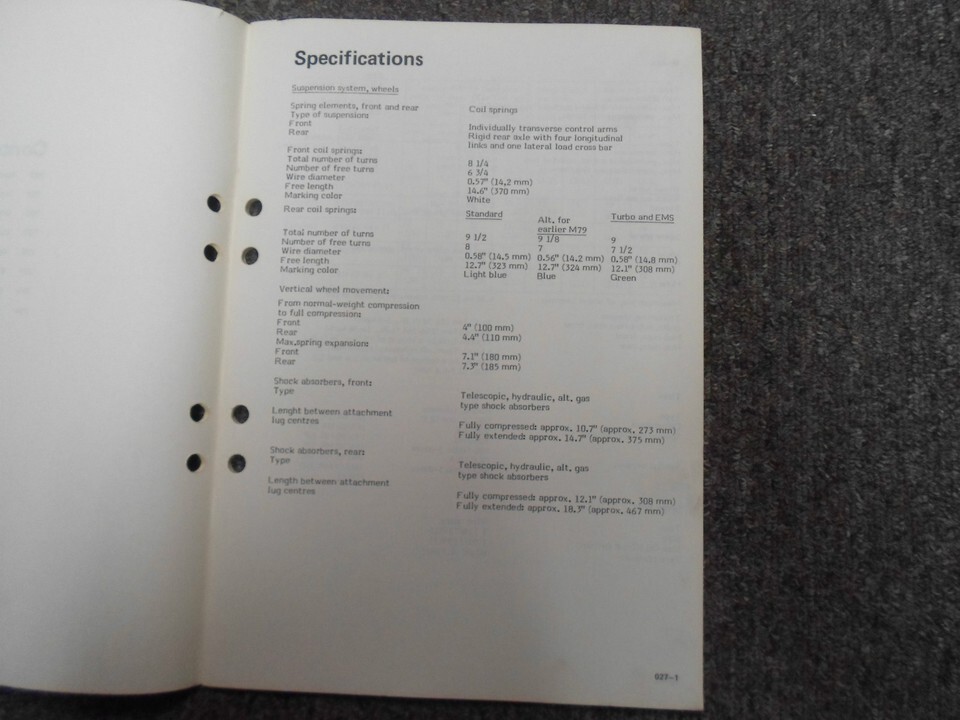 Specifications
Suspension system, wheels
Spring elements, front and rear Coil springs
Type of suspension:
Front Individually transverse control arms
Rear Rigid rear axle with four longitudinal
links and one lateral load cross bar
Front coil springs:
Total number of turns 8 1/4
Number of free turns 6 3/4
Wire diameter 0.57" (14,2 mm)
Free length 14.6" (370 mm)
Marking color White
Rear coil springs: Standard Alt. for Turbo and EMS
earlier M79
Total number of turns 9 1/2 9 1/8 9
Number of free turns 8 7 7 1/2
Wire diameter 0.58" (14.5 mm) 0.56" (14.2 mm) 0.58" (14.8 mm)
Free length 12.7" (323 mm) 12.7" (324 mm) 12.1" (308 mm)
Marking color Light blue Blue Green
Vertical wheel movement:
From normal-weight compression
to full compression:
Front 4" (100 mm)
Rear 4.4" (110 mm)
Max.spring expansion:
Front 7.1" (180 mm)
Rear 7.3" (185 mm)
Shock absorbers, front:
Type Telescopic, hydraulic, alt. gas
type shock absorbers
Lenght between attachment
lug centres Fully compressed: approx. 10.7" (approx. 273 mm)
Fully extended: approx. 14.7" (approx. 375 mm)
Shock absorbers, rear:
Type Telescopic, hydraulic, alt. gas
type shock absorbers
Length between attachment
lug centres Fully compressed: approx. 12.1" (approx. 308 mm)
Fully extended: approx. 18.3" (approx. 467 mm)
027-1